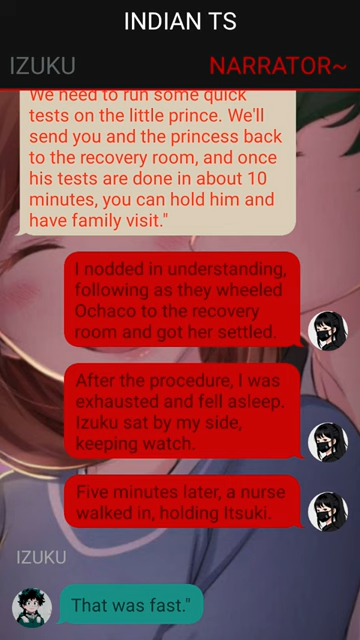 INDIAN TS
IZUKU
NARRATOR~
We need to run some quick
tests on the little prince. We'll
send you and the princess back
to the recovery room, and once
his tests are done in about 10
minutes, you can hold him and
have family visit."
I nodded in understanding,
following as they wheeled
Ochaco to the recovery
room and got her settled.
After the procedure, I was
exhausted and fell asleep.
Izuku sat by my side,
keeping watch.
Five minutes later, a nurse
walked in, holding Itsuki.
IZUKU
That was fast."